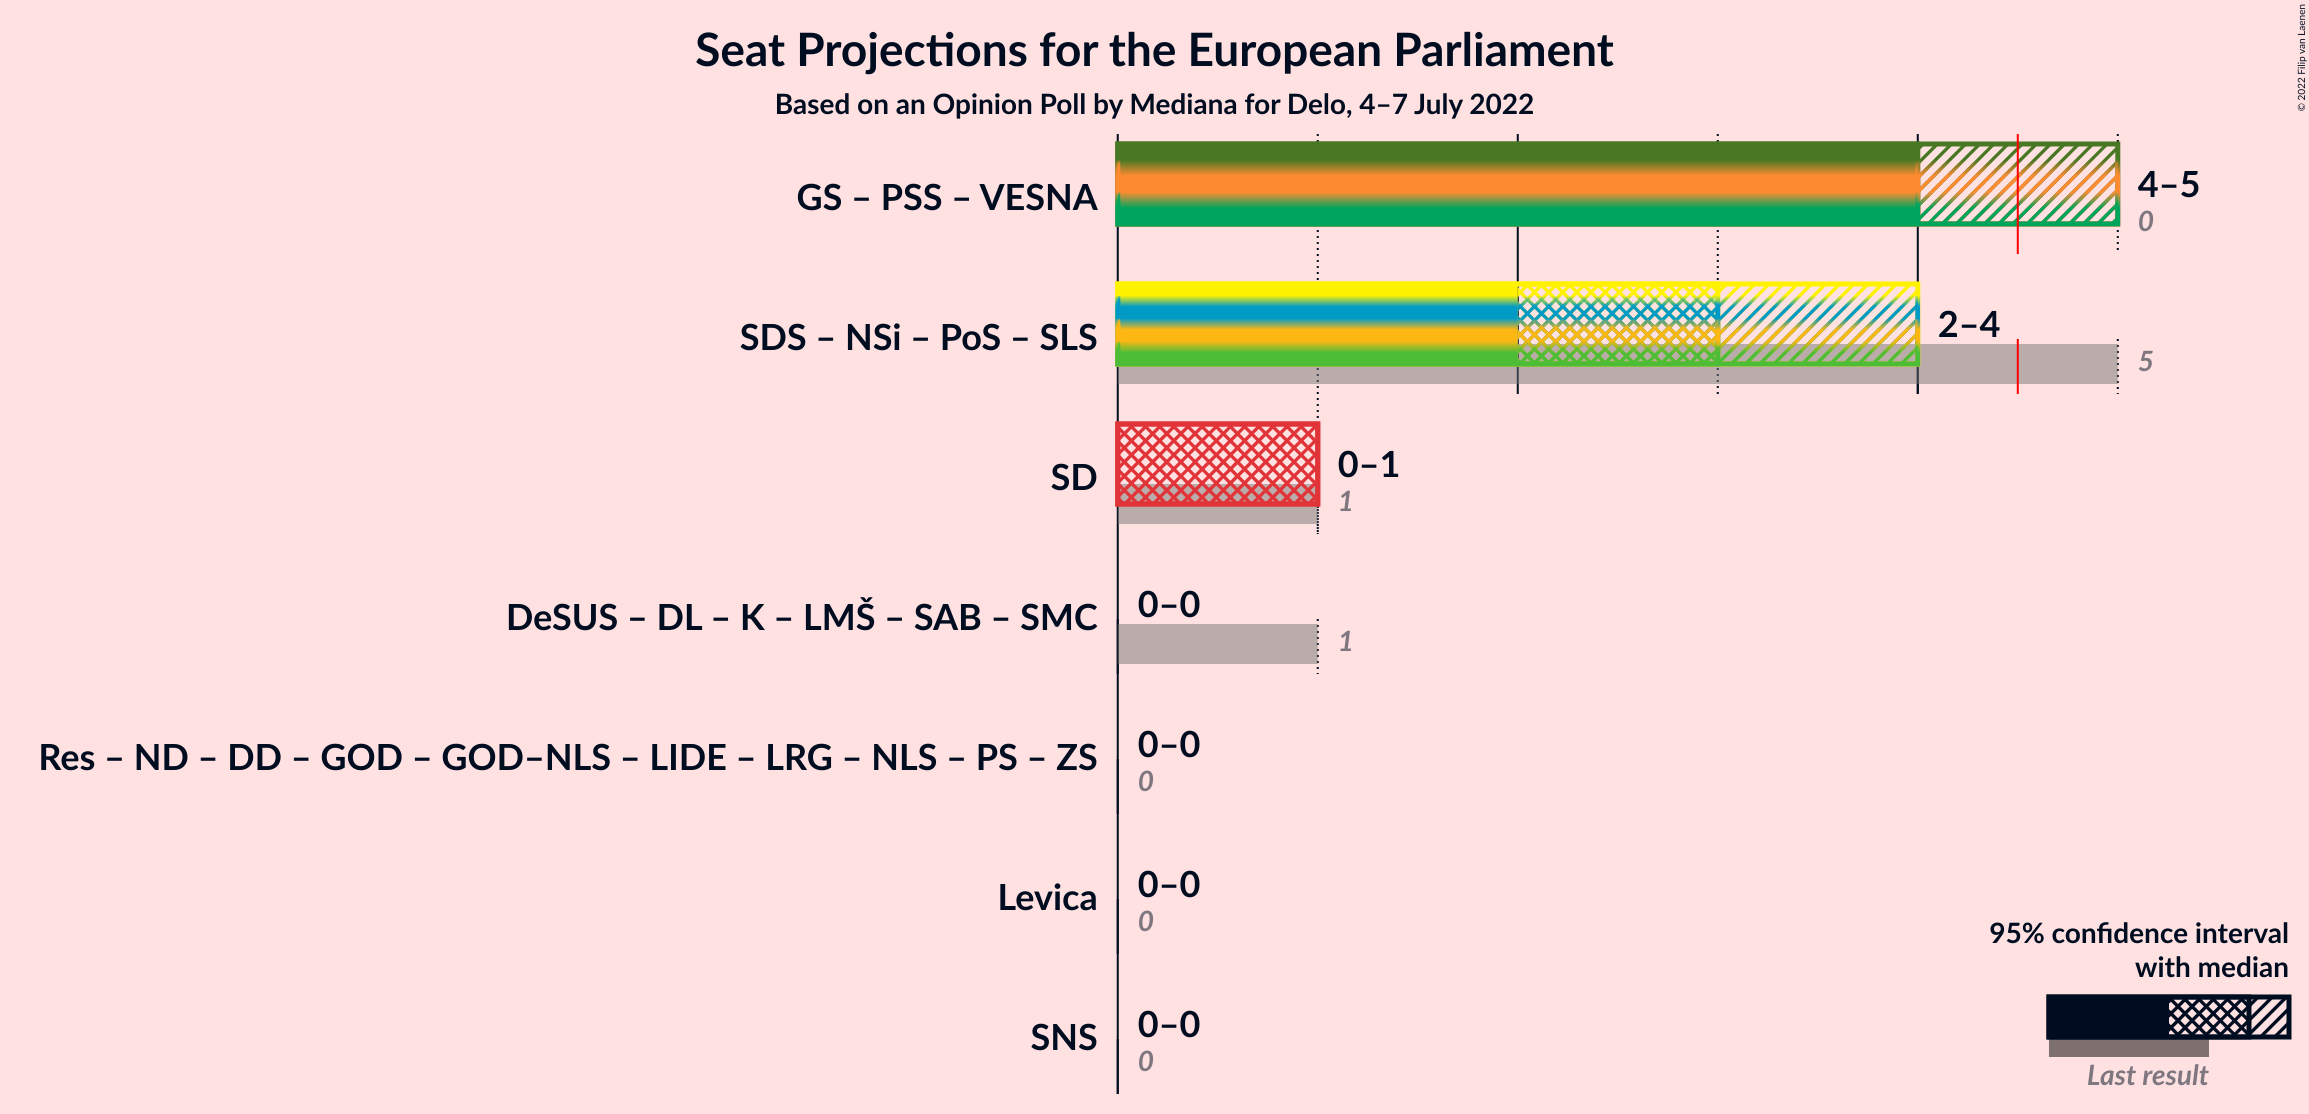 Seat Projections for the European Parliament
Based on an Opinion Poll by Mediana for Delo, 4–7 July 2022
© 2022 Filip van Laenen
GS – PSS – VESNA
4–5
0
SDS – NSi – PoS – SLS
2–4
5
SD
0–1
1
DeSUS – DL – K – LMŠ – SAB – SMC
0–0
1
Res – ND – DD – GOD – GOD–NLS – LIDE – LRG – NLS – PS – ZS
0–0
0
Levica
0–0
0
SNS
0–0
0
95% confidence interval
with median
Last result